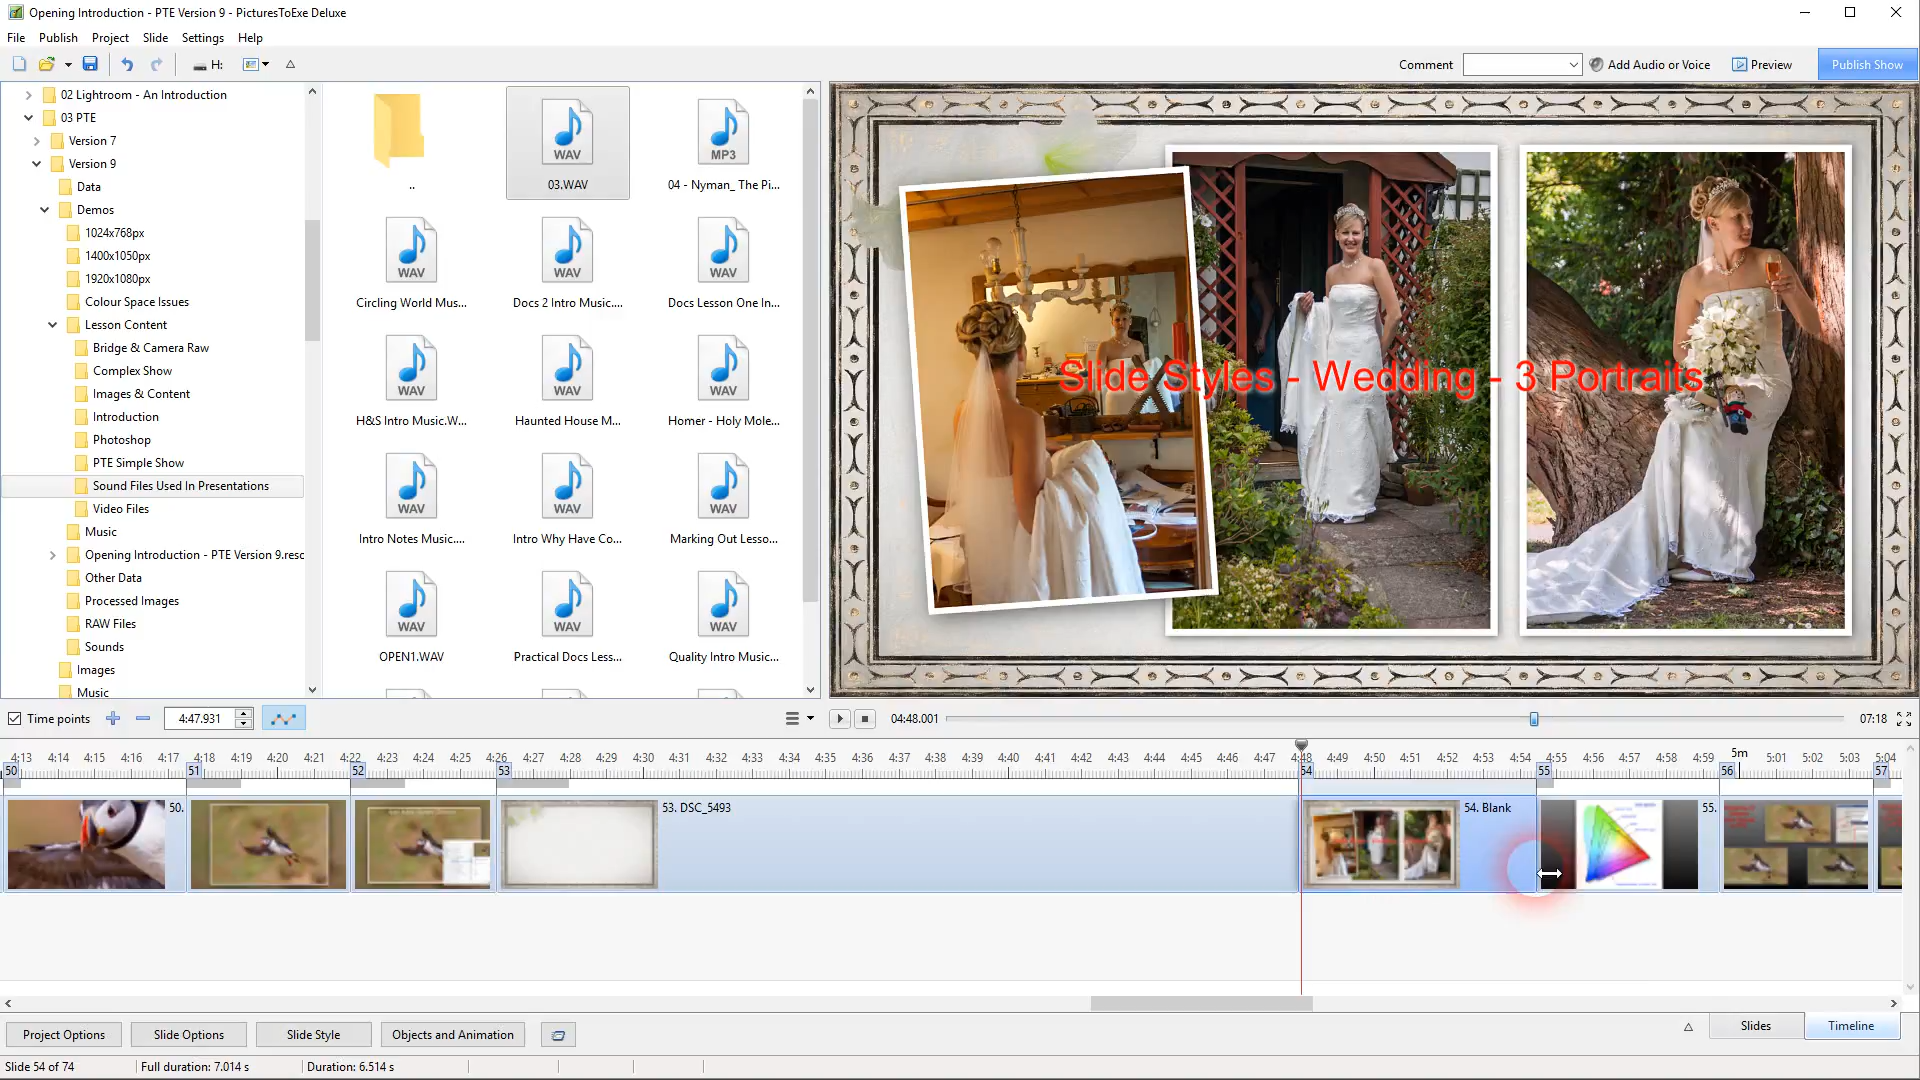 Opening Introduction - PTE Version 9 - PicturesToExe Deluxe
File Publish Project Slide Settings Help
H: Comment Add Audio or Voice Preview Publish Show
02 Lightroom - An Introduction
03 PTE
Version 7
Version 9
Data
Demos
1024x768px
1400x1050px
1920x1080px
Colour Space Issues
Lesson Content
Bridge & Camera Raw
Complex Show
Images & Content
Introduction
Photoshop
PTE Simple Show
Sound Files Used In Presentations
Video Files
Music
Opening Introduction - PTE Version 9.resc
Other Data
Processed Images
RAW Files
Sounds
Images
Music
WAV MP3
.. 03.WAV 04 - Nyman_ The Pi...
WAV WAV WAV
Circling World Mus... Docs 2 Intro Music.... Docs Lesson One In...
WAV WAV WAV
H&S Intro Music.W... Haunted House M... Homer - Holy Mole...
WAV WAV WAV
Intro Notes Music.... Intro Why Have Co... Marking Out Lesso...
WAV WAV WAV
OPEN1.WAV Practical Docs Less... Quality Intro Music...
Slide Styles - Wedding - 3 Portraits
Time points 4:47.931 04:48.001 07:18
5m
4:13 4:14 4:15 4:16 4:17 4:18 4:19 4:20 4:21 4:22 4:23 4:24 4:25 4:26 4:27 4:28 4:29 4:30 4:31 4:32 4:33 4:34 4:35 4:36 4:37 4:38 4:39 4:40 4:41 4:42 4:43 4:44 4:45 4:46 4:47 4:48 4:49 4:50 4:51 4:52 4:53 4:54 4:55 4:56 4:57 4:58 4:59 5:01 5:02 5:03 5:04
50 51 52 53 54 55 56 57
50. 53. DSC_5493 54. Blank 55.
Project Options Slide Options Slide Style Objects and Animation Slides Timeline
Slide 54 of 74 Full duration: 7.014 s Duration: 6.514 s